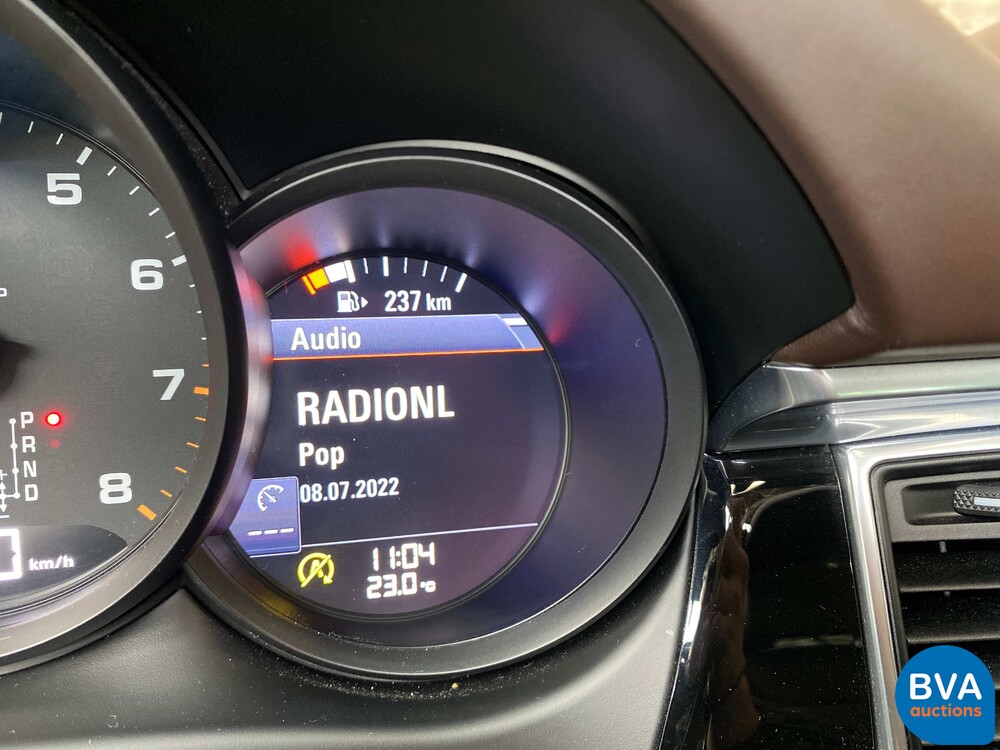 5
6
7
8
P
R
N
D
km/h
237 km
Audio
RADIONL
Pop
08.07.2022
---
A
11:04
23.0 °C
BVA
auctions